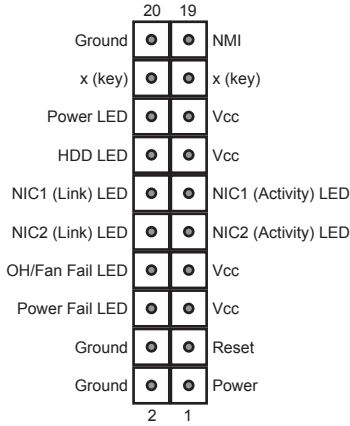 20 19
Ground NMI
x (key) x (key)
Power LED Vcc
HDD LED Vcc
NIC1 (Link) LED NIC1 (Activity) LED
NIC2 (Link) LED NIC2 (Activity) LED
OH/Fan Fail LED Vcc
Power Fail LED Vcc
Ground Reset
Ground Power
2 1